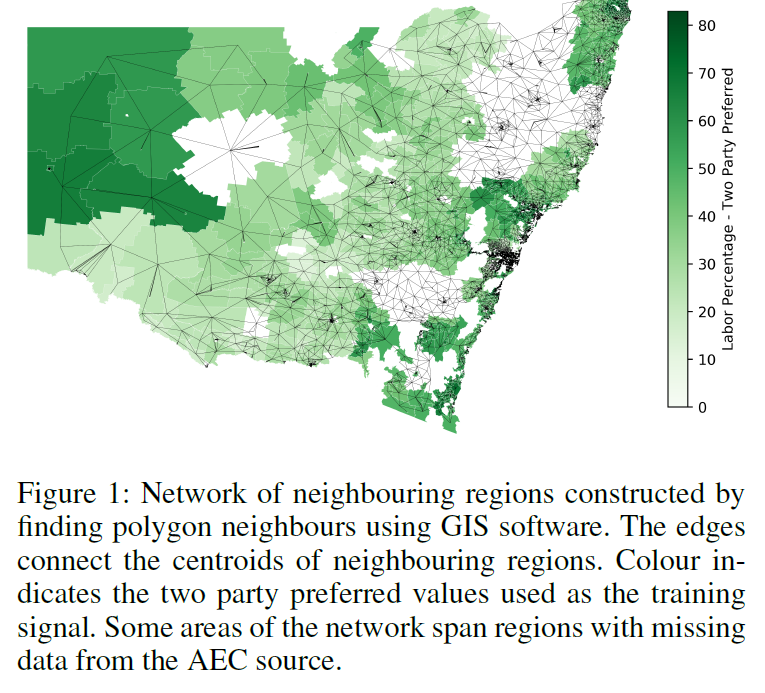 80
70
60
50
40
30
20
10
0
Labor Percentage - Two Party Preferred
Figure 1: Network of neighbouring regions constructed by
finding polygon neighbours using GIS software. The edges
connect the centroids of neighbouring regions. Colour in-
dicates the two party preferred values used as the training
signal. Some areas of the network span regions with missing
data from the AEC source.